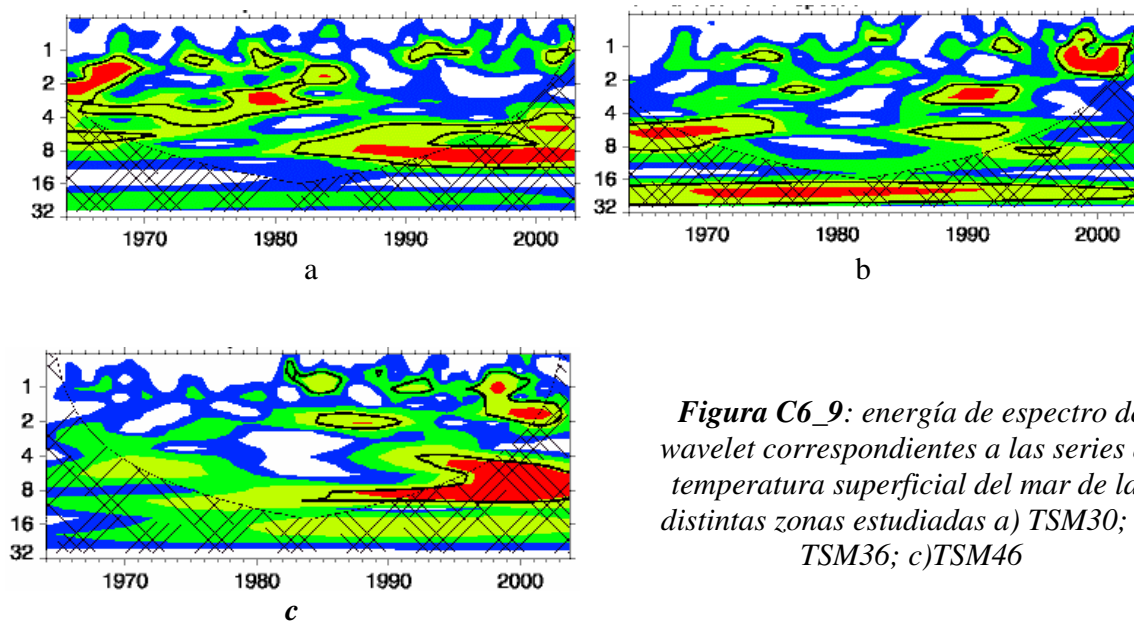 1
2
4
8
16
32
1970 1980 1990 2000
a
1
2
4
8
16
32
1970 1980 1990 2000
b
1
2
4
8
16
32
1970 1980 1990 2000
c
Figura C6_9: energía de espectro de
wavelet correspondientes a las series
temperatura superficial del mar de la
distintas zonas estudiadas a) TSM30;
TSM36; c)TSM46